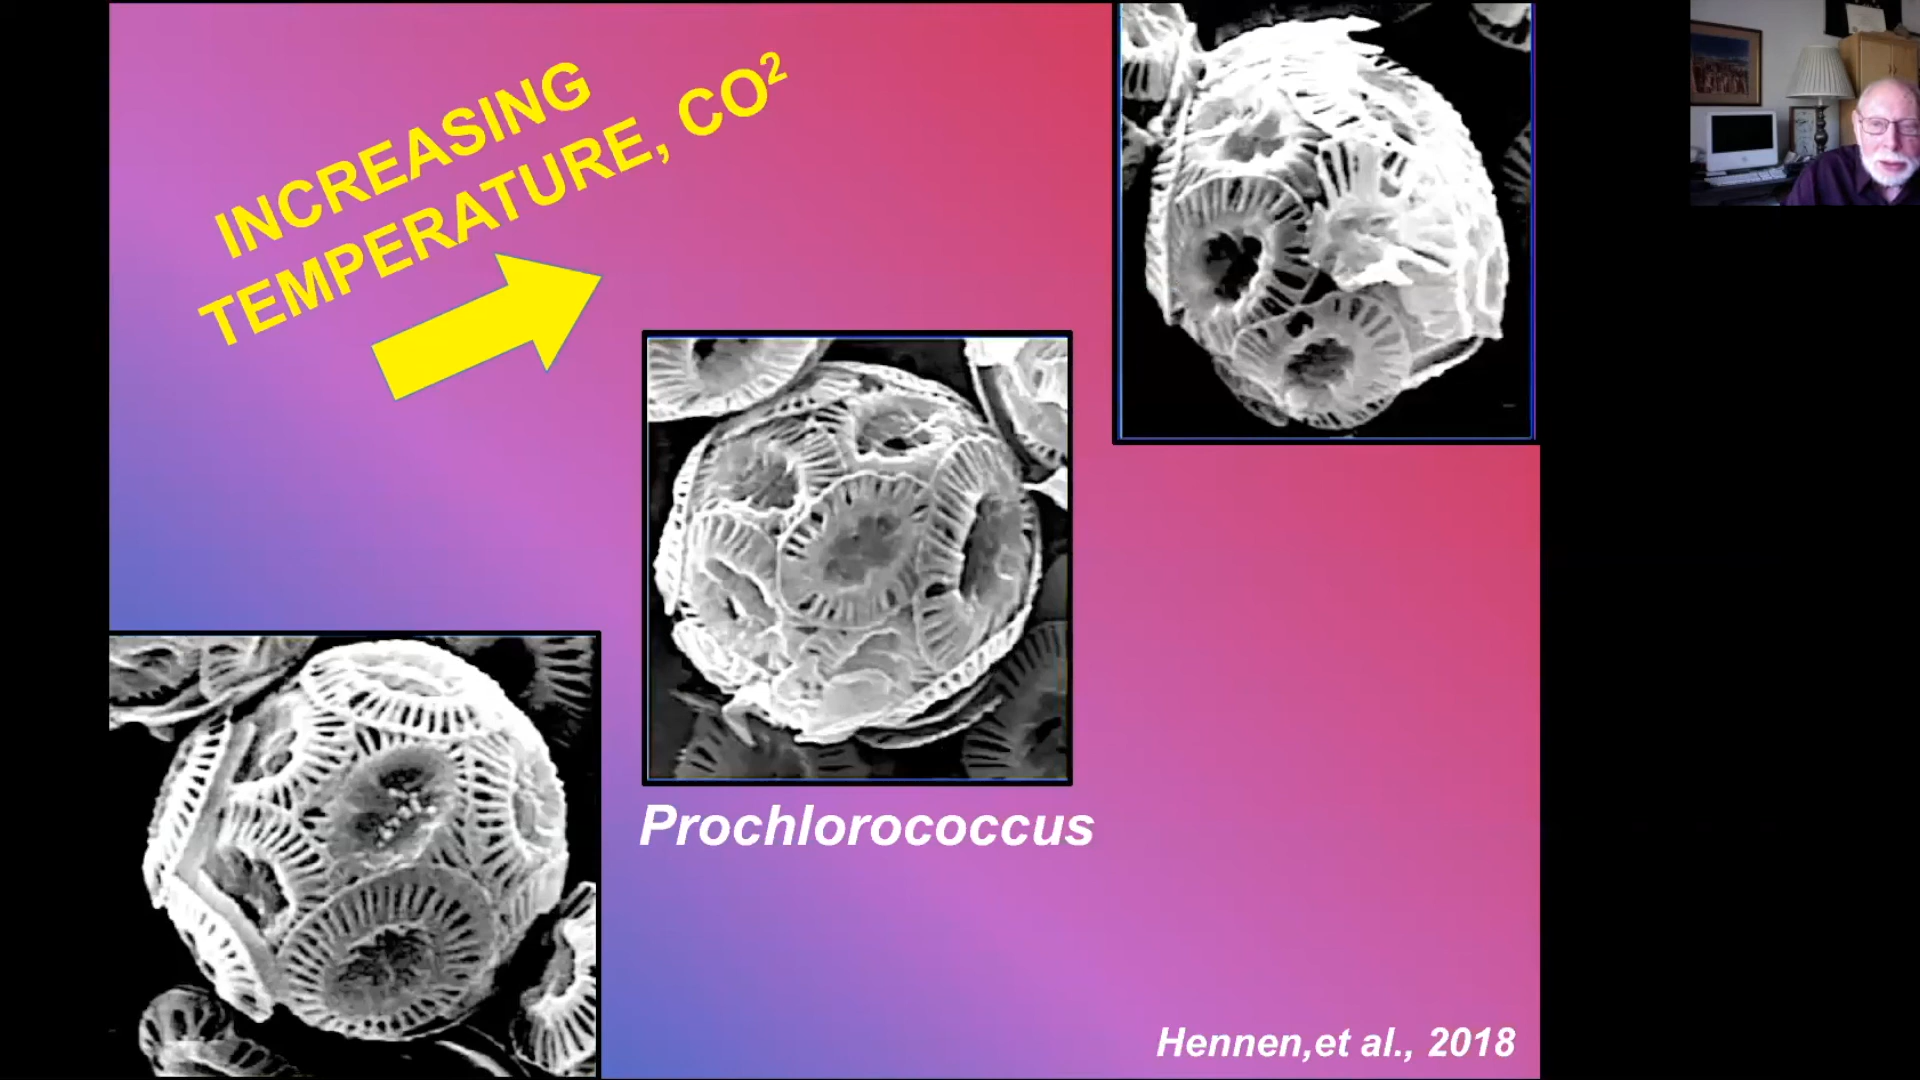 INCREASING
TEMPERATURE, CO²
Prochlorococcus
Hennen,et al., 2018